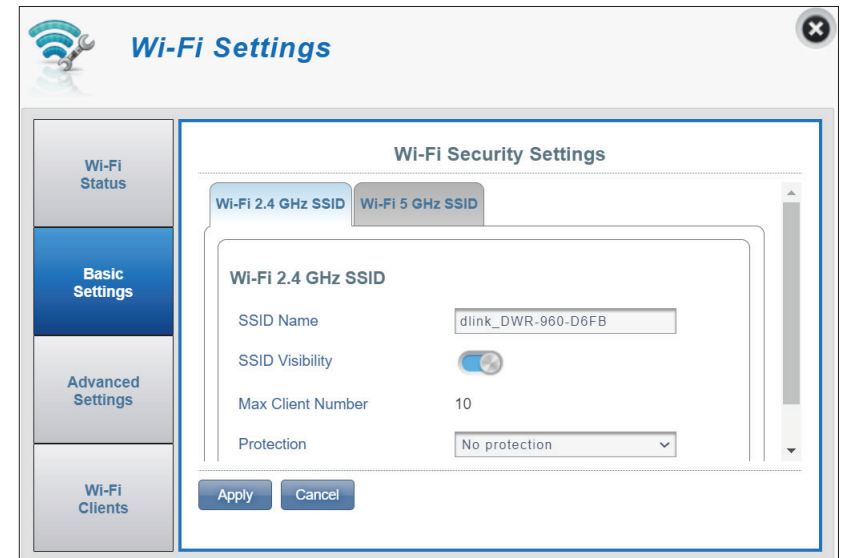 Wi-Fi Settings
Wi-Fi
Status
Basic
Settings
Advanced
Settings
Wi-Fi
Clients
Wi-Fi Security Settings
Wi-Fi 2.4 GHz SSID
Wi-Fi 5 GHz SSID
Wi-Fi 2.4 GHz SSID
SSID Name dlink_DWR-960-D6FB
SSID Visibility
Max Client Number 10
Protection No protection
Apply Cancel